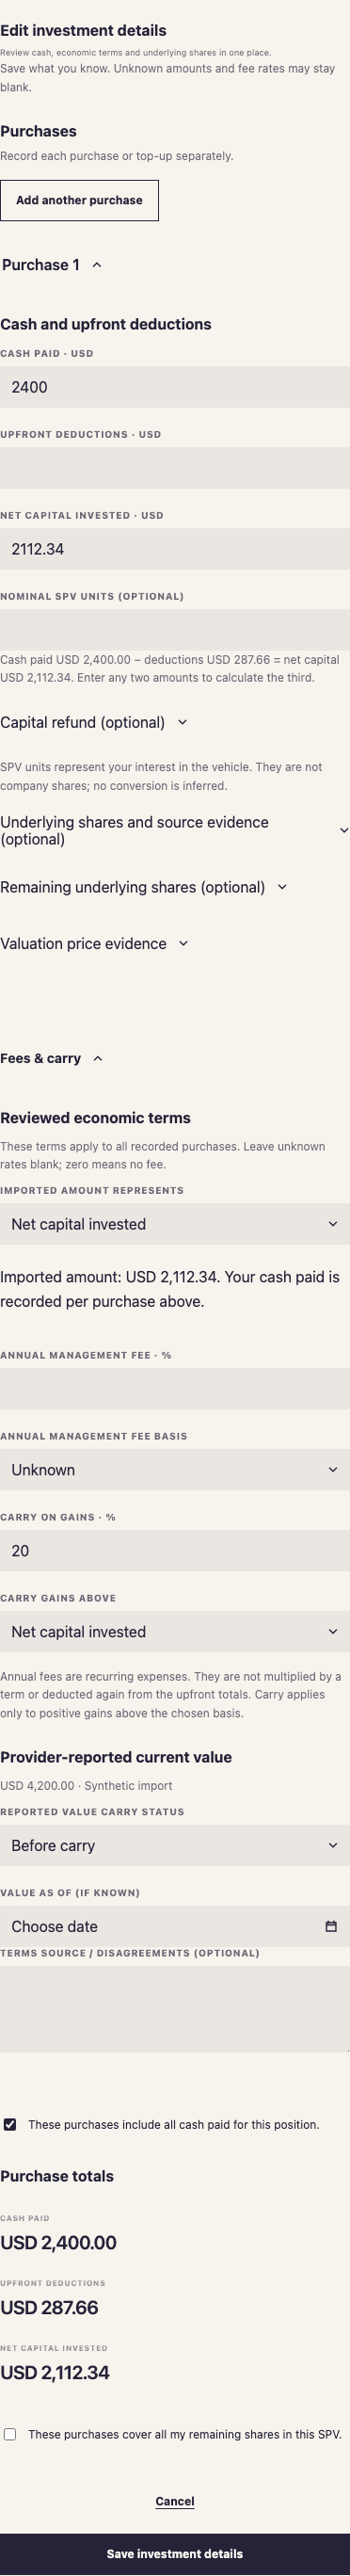 Edit investment details
Review cash, economic terms and underlying shares in one place.
Save what you know. Unknown amounts and fee rates may stay
blank.
Purchases
Record each purchase or top-up separately.
Add another purchase
Purchase 1
Cash and upfront deductions
CASH PAID · USD
2400
UPFRONT DEDUCTIONS · USD
NET CAPITAL INVESTED · USD
2112.34
NOMINAL SPV UNITS (OPTIONAL)
Cash paid USD 2,400.00 − deductions USD 287.66 = net capital
USD 2,112.34. Enter any two amounts to calculate the third.
Capital refund (optional)
SPV units represent your interest in the vehicle. They are not
company shares; no conversion is inferred.
Underlying shares and source evidence
(optional)
Remaining underlying shares (optional)
Valuation price evidence
Fees & carry
Reviewed economic terms
These terms apply to all recorded purchases. Leave unknown
rates blank; zero means no fee.
IMPORTED AMOUNT REPRESENTS
Net capital invested
Imported amount: USD 2,112.34. Your cash paid is
recorded per purchase above.
ANNUAL MANAGEMENT FEE · %
ANNUAL MANAGEMENT FEE BASIS
Unknown
CARRY ON GAINS · %
20
CARRY GAINS ABOVE
Net capital invested
Annual fees are recurring expenses. They are not multiplied by a
term or deducted again from the upfront totals. Carry applies
only to positive gains above the chosen basis.
Provider-reported current value
USD 4,200.00 · Synthetic import
REPORTED VALUE CARRY STATUS
Before carry
VALUE AS OF (IF KNOWN)
Choose date
TERMS SOURCE / DISAGREEMENTS (OPTIONAL)
These purchases include all cash paid for this position.
Purchase totals
CASH PAID
USD 2,400.00
UPFRONT DEDUCTIONS
USD 287.66
NET CAPITAL INVESTED
USD 2,112.34
These purchases cover all my remaining shares in this SPV.
Cancel
Save investment details